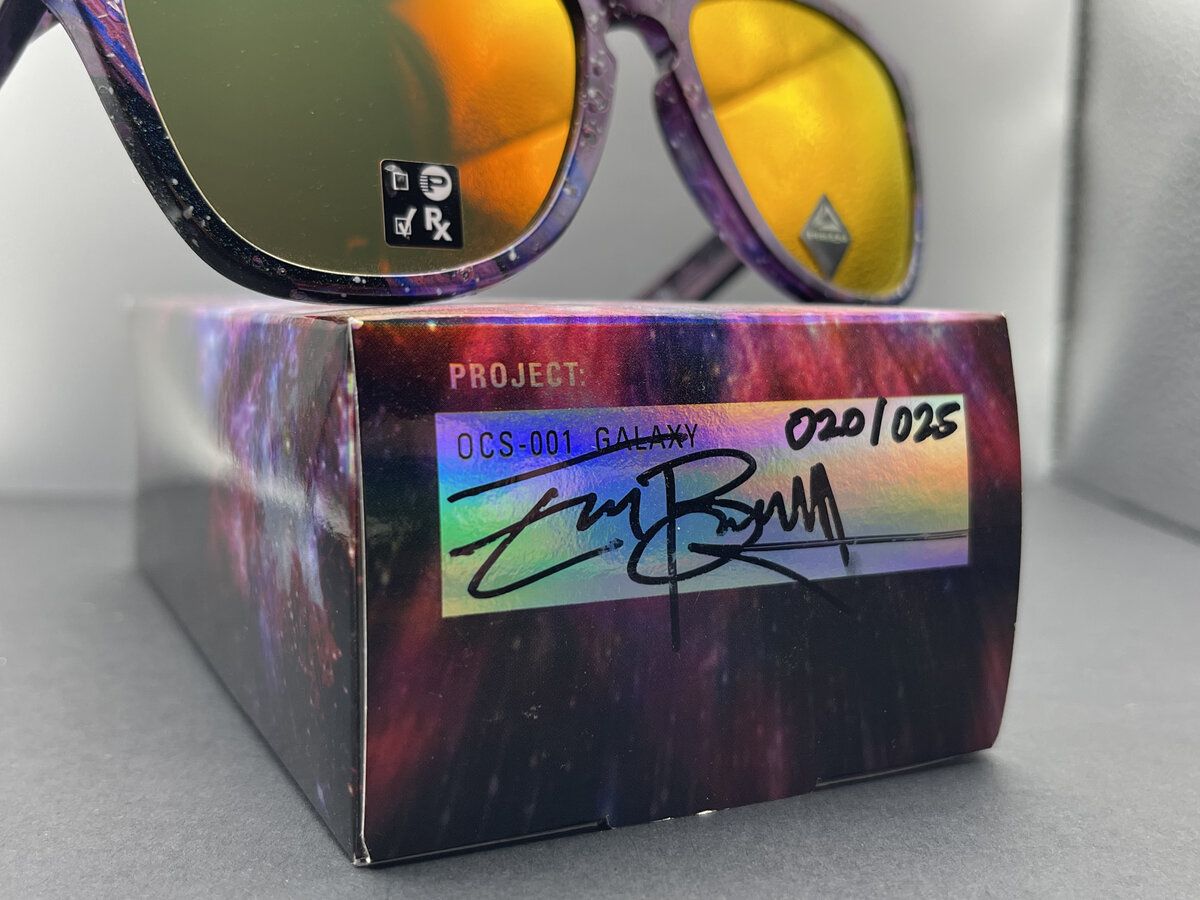 P
RX
PROJECT:
OCS-001 GALAXY
020/025